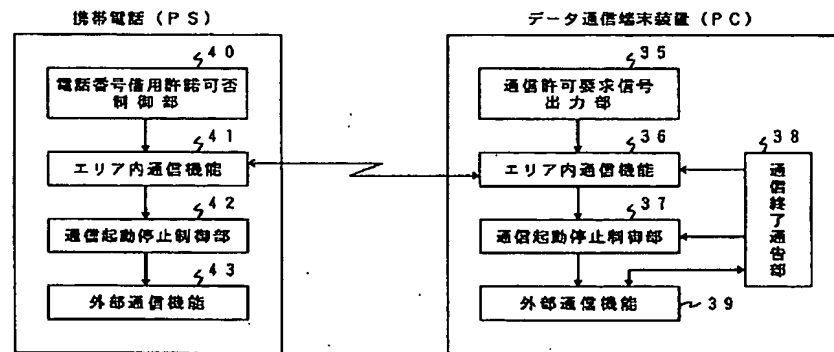 携帯電話（ＰＳ）
４０
電話番号借用許諾可否
制御部
４１
エリア内通信機能
４２
通信起動停止制御部
４３
外部通信機能
データ通信端末装置（ＰＣ）
３５
通信許可要求信号
出力部
３６
エリア内通信機能
３７
通信起動停止制御部
外部通信機能
３９
３８
通信終了通告部